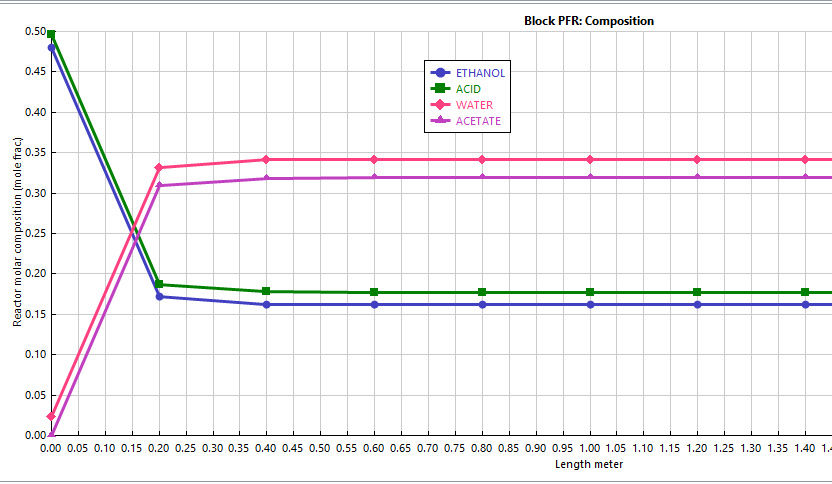 Block PFR: Composition
0.50
0.45
0.40
0.35
0.30
0.25
0.20
0.15
0.10
0.05
0.00
Reactor molar composition (mole frac.)
ETHANOL
ACID
WATER
ACETATE
0.00 0.05 0.10 0.15 0.20 0.25 0.30 0.35 0.40 0.45 0.50 0.55 0.60 0.65 0.70 0.75 0.80 0.85 0.90 0.95 1.00 1.05 1.10 1.15 1.20 1.25 1.30 1.35 1.40
Length meter